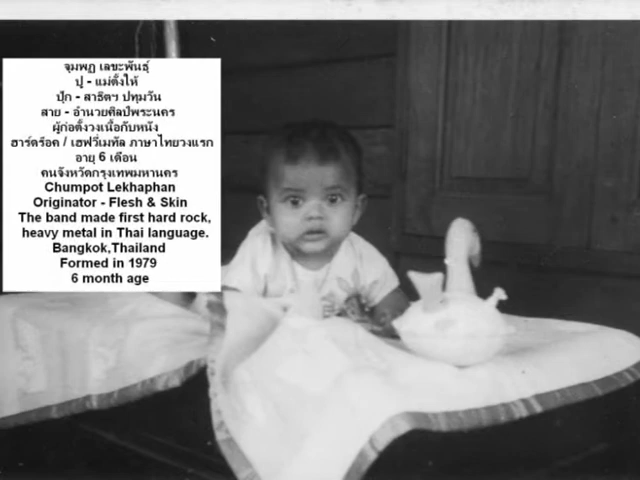 จุมพฏ เลขะพันธุ์
ปุ๋ - แม่ตั้งให้
ปุ๊ก - สาธิตฯ ปทุมวัน
สาย - อำนวยศิลป์พระนคร
ผู้ก่อตั้งวงเนื้อกับหนัง
ฮาร์ดร็อค / เฮฟวี่เมทัล ภาษาไทยวงแรก
อายุ 6 เดือน
คนจังหวัดกรุงเทพมหานคร
Chumpot Lekhaphan
Originator - Flesh & Skin
The band made first hard rock,
heavy metal in Thai language.
Bangkok,Thailand
Formed in 1979
6 month age